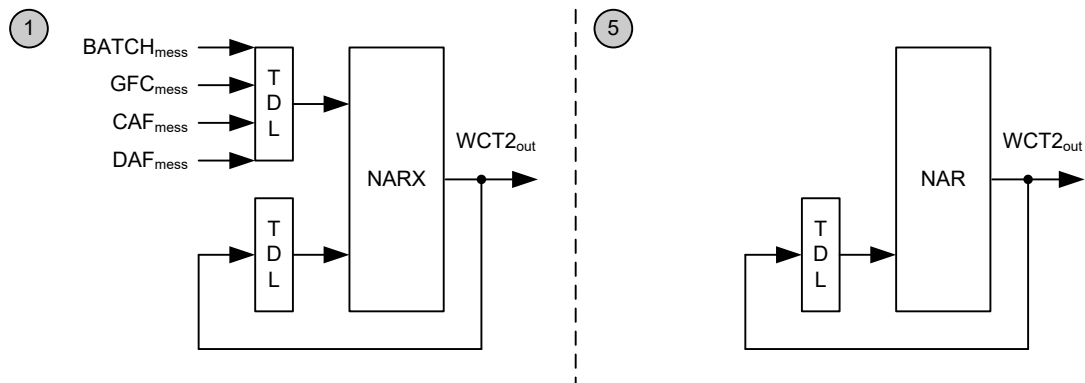 1
BATCHmess
GFCmess
CAFmess
DAFmess
T
D
L
NARX
WCT2out
T
D
L
5
NAR
WCT2out
T
D
L